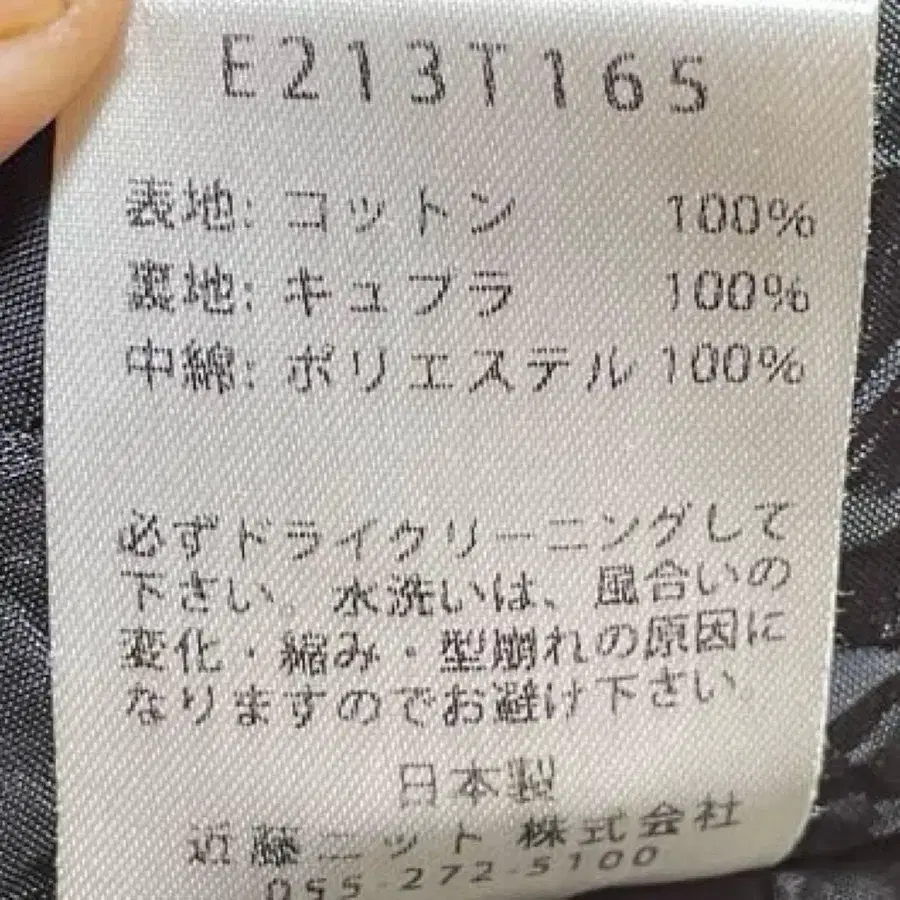 E213T165
表地: コットン 100%
裏地: キュプラ 100%
中綿: ポリエステル 100%
必ずドライクリーニングして
下さい。水洗いは、風合いの
変化・縮み・型崩れの原因に
なりますのでお避け下さい
日本製
近藤ニット 株式会社
055-272-5100